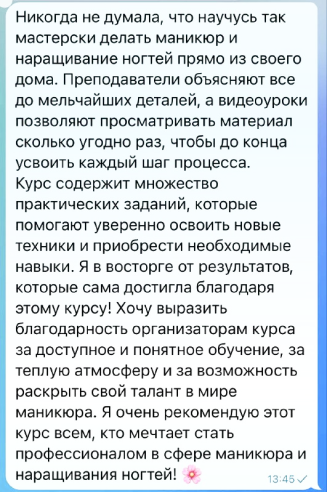 Никогда не думала, что научусь так
мастерски делать маникюр и
наращивание ногтей прямо из своего
дома. Преподаватели объясняют все
до мельчайших деталей, а видеоуроки
позволяют просматривать материал
сколько угодно раз, чтобы до конца
усвоить каждый шаг процесса.
Курс содержит множество
практических заданий, которые
помогают уверенно освоить новые
техники и приобрести необходимые
навыки. Я в восторге от результатов,
которые сама достигла благодаря
этому курсу! Хочу выразить
благодарность организаторам курса
за доступное и понятное обучение, за
теплую атмосферу и за возможность
раскрыть свой талант в мире
маникюра. Я очень рекомендую этот
курс всем, кто мечтает стать
профессионалом в сфере маникюра и
наращивания ногтей! 🌸 13:45 ✓